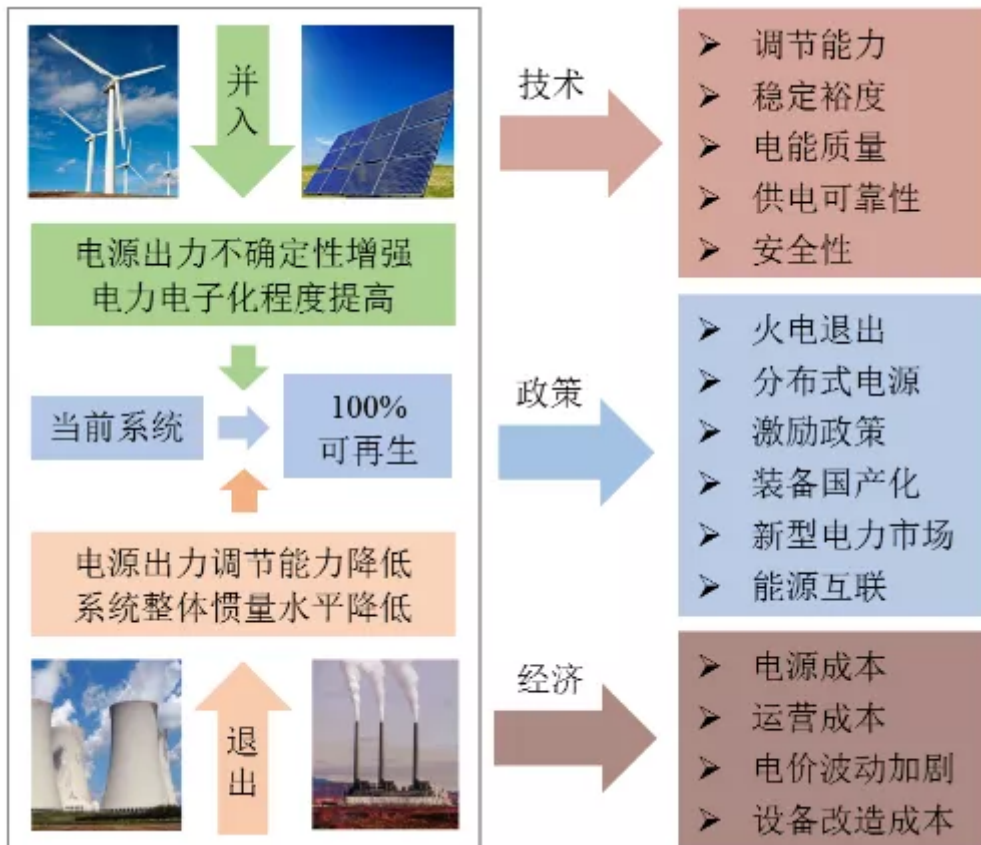 并入
电源出力不确定性增强
电力电子化程度提高
当前系统
100%
可再生
电源出力调节能力降低
系统整体惯量水平降低
退出
技术
调节能力
稳定裕度
电能质量
供电可靠性
安全性
政策
火电退出
分布式电源
激励政策
装备国产化
新型电力市场
能源互联
经济
电源成本
运营成本
电价波动加剧
设备改造成本